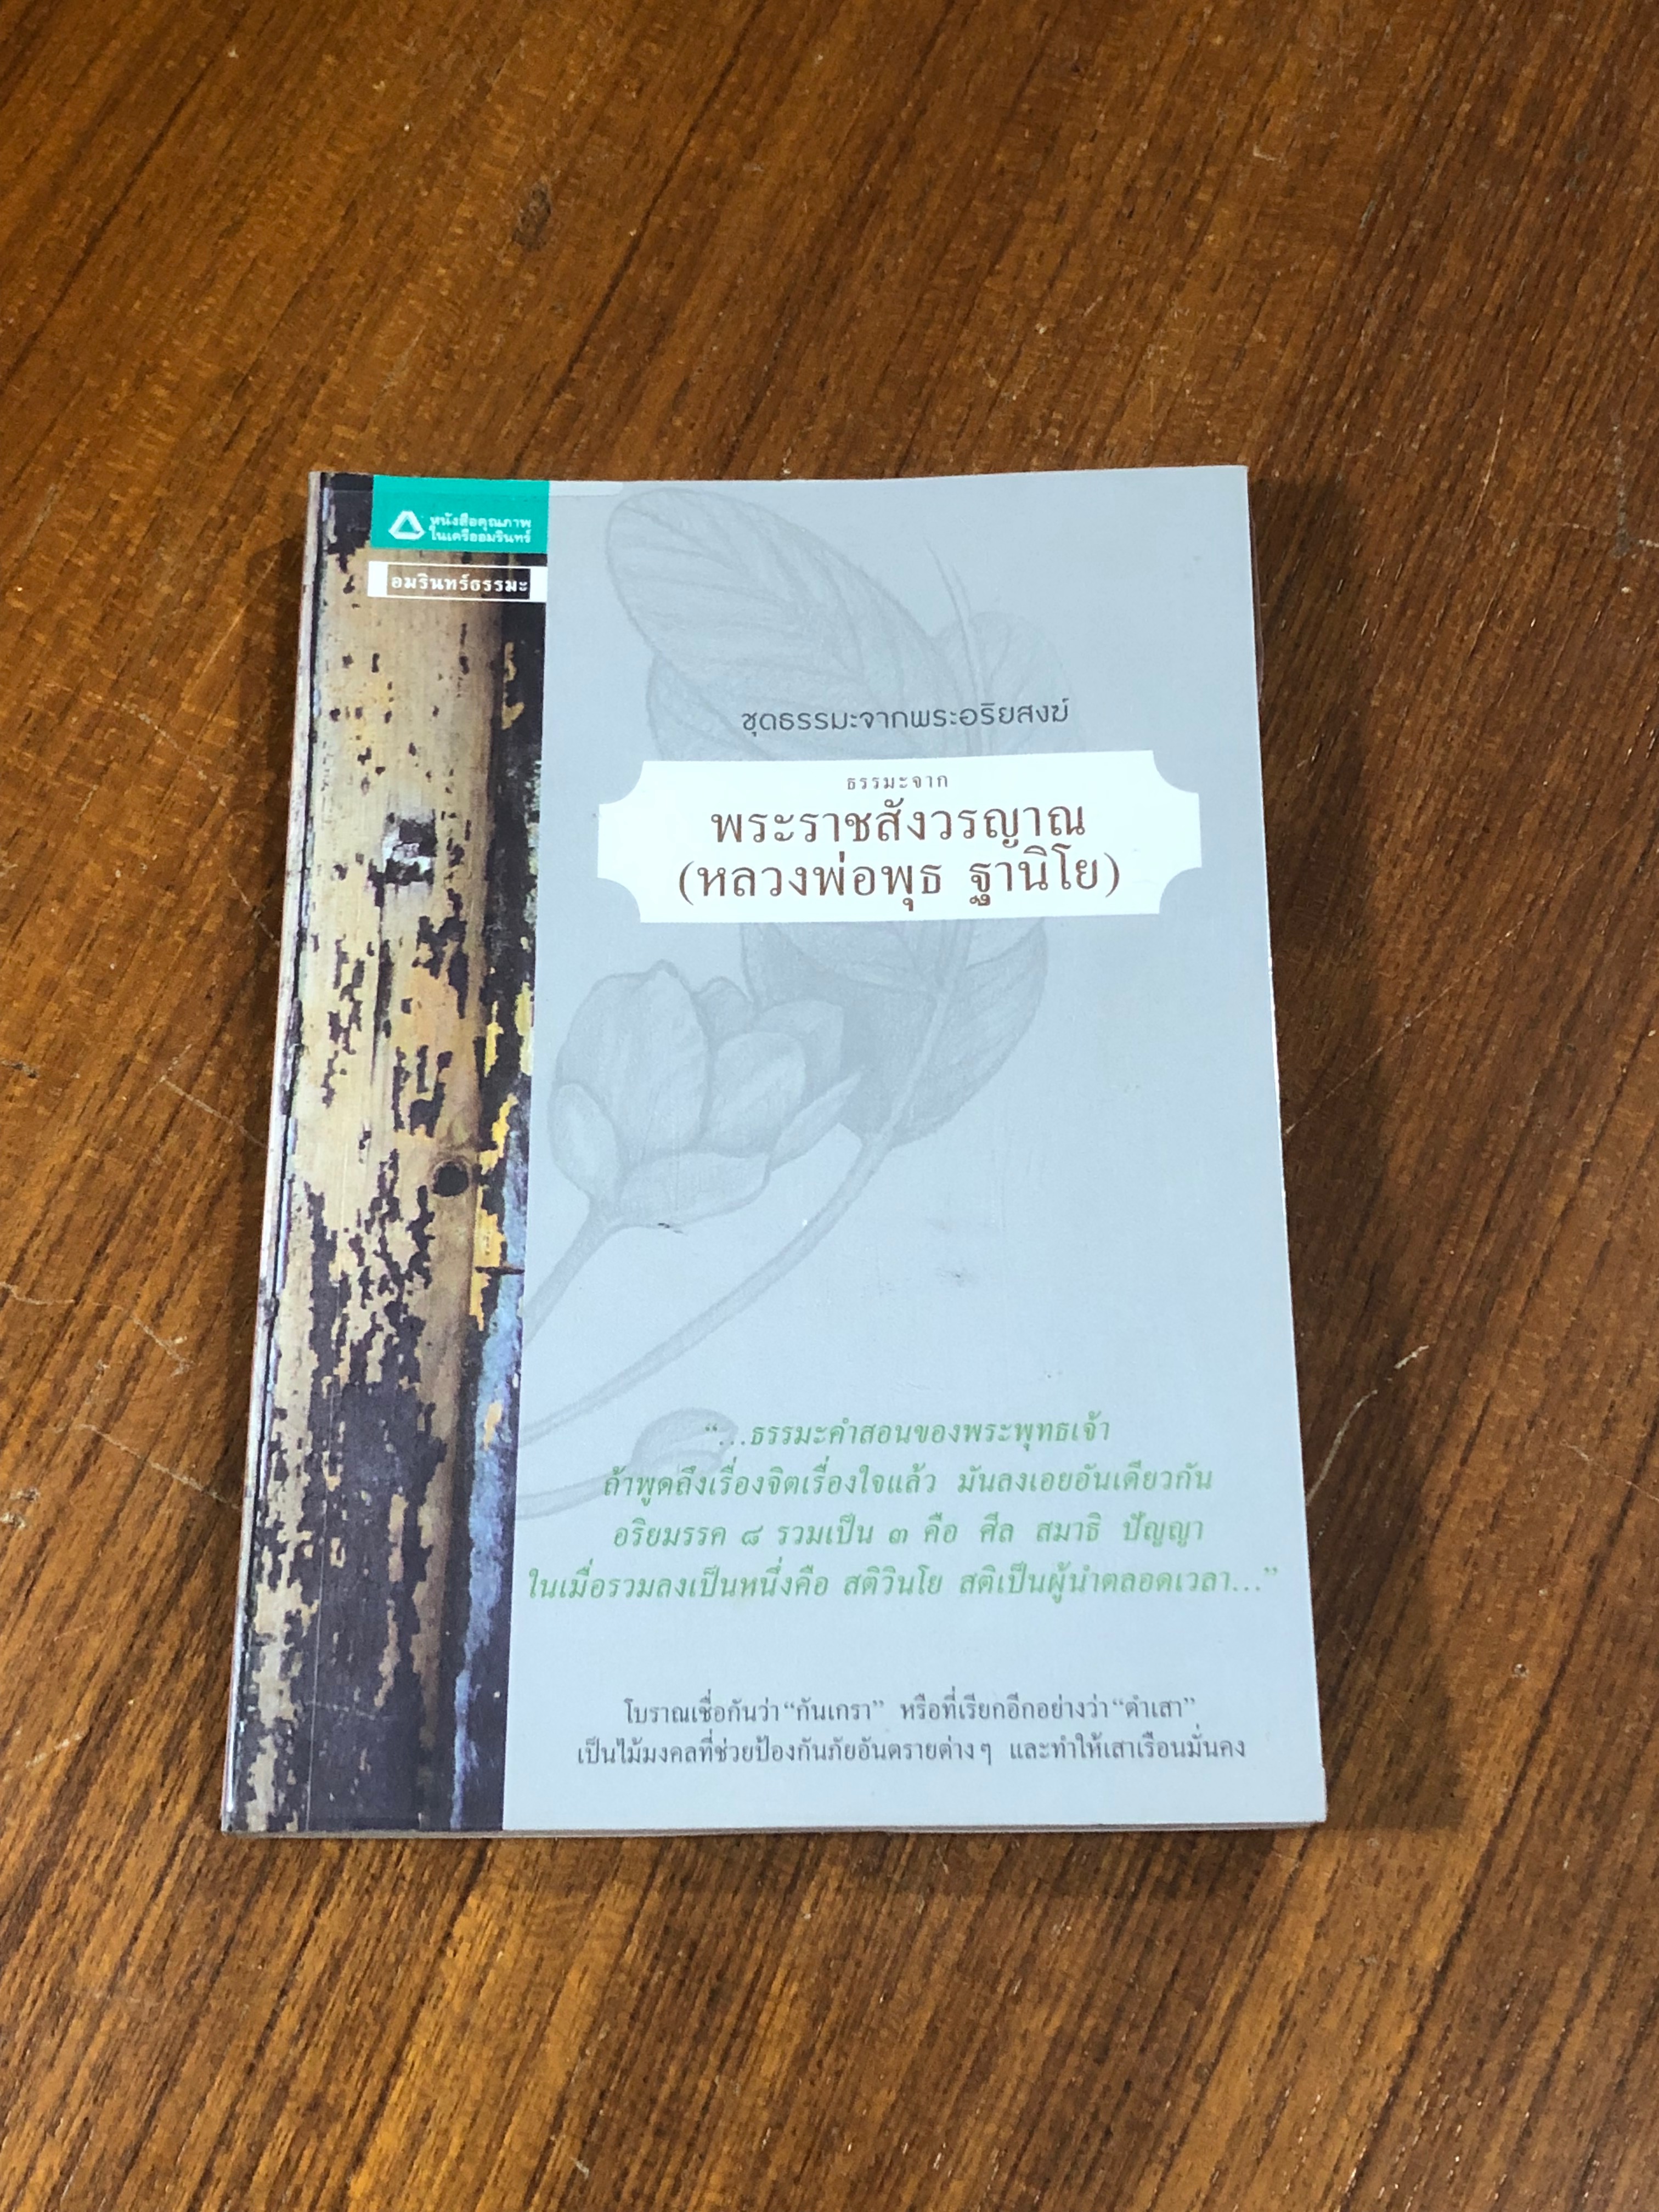 หนังสือคุณภาพ
ในเครืออมรินทร์
อมรินทร์ธรรมะ
ชุดธรรมะจากพระอริยสงฆ์
ธรรมะจาก
พระราชสังวรญาณ
(หลวงพ่อพุธ ฐานิโย)
“...ธรรมะคำสอนของพระพุทธเจ้า
ถ้าพูดถึงเรื่องจิตเรื่องใจแล้ว มันลงเอยอันเดียวกัน
อริยมรรค ๘ รวมเป็น ๓ คือ ศีล สมาธิ ปัญญา
ในเมื่อรวมลงเป็นหนึ่งคือ สติวินโย สติเป็นผู้นำตลอดเวลา...”
โบราณเชื่อกันว่า “กันเกรา” หรือที่เรียกอีกอย่างว่า “ตำเสา”
เป็นไม้มงคลที่ช่วยป้องกันภัยอันตรายต่างๆ และทำให้เสาเรือนมั่นคง